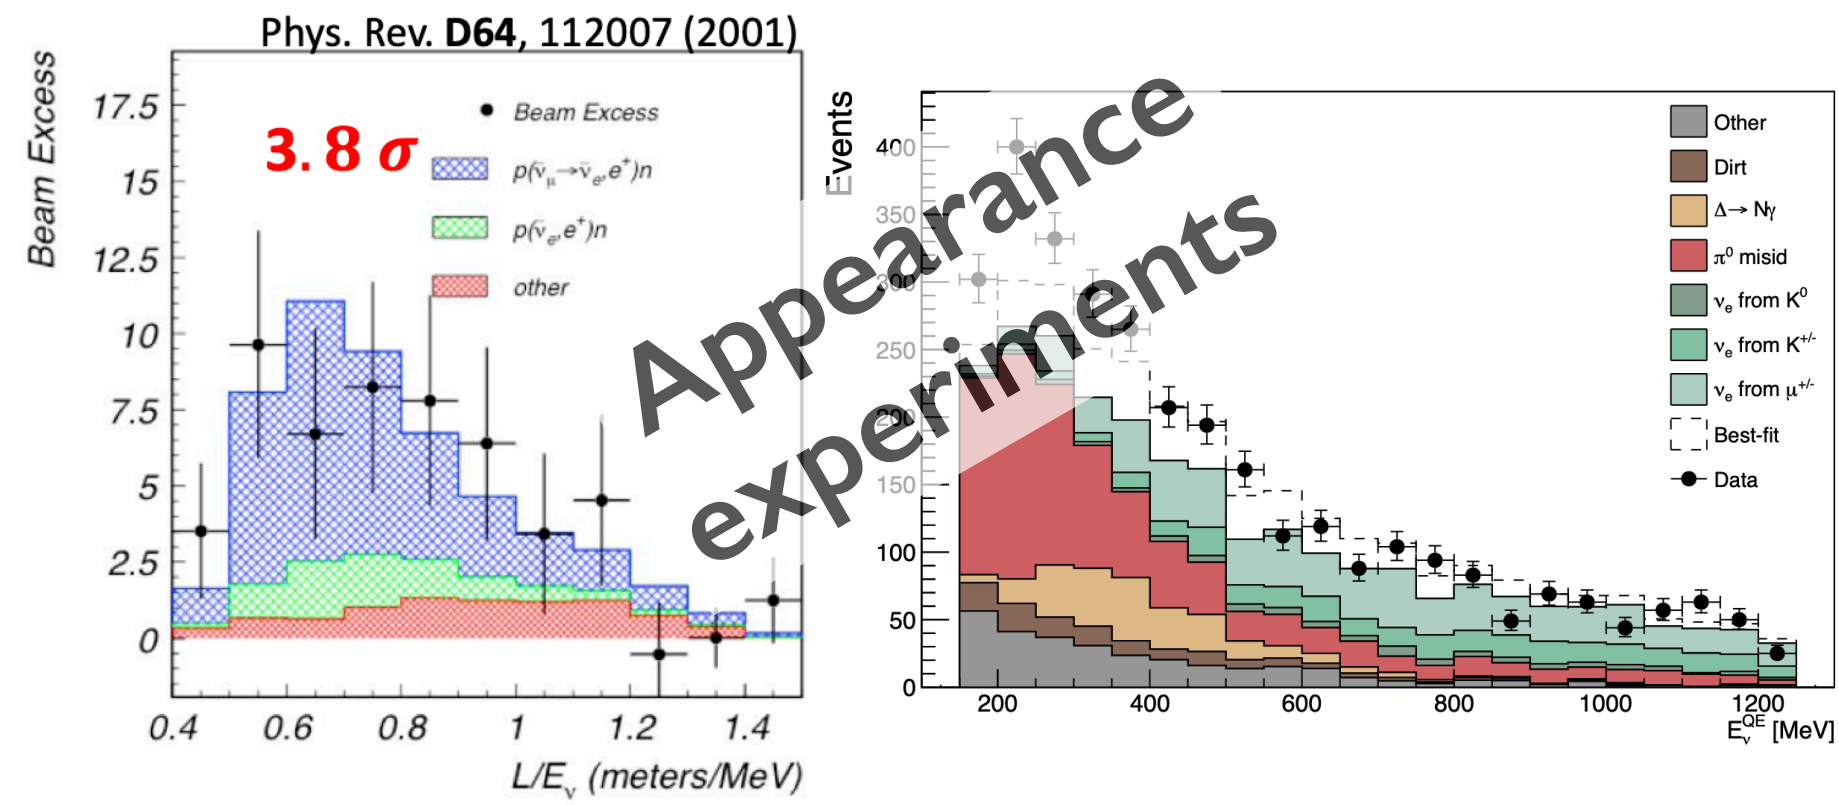 Phys. Rev. D64, 112007 (2001)
Beam Excess
17.5
15
12.5
10
7.5
5
2.5
0
3.8 σ
Beam Excess
p(ν̄μ→ν̄e,e⁺)n
p(ν̄e,e⁺)n
other
0.4 0.6 0.8 1 1.2 1.4
L/Eν (meters/MeV)
Appearance
experiments
Events
400
350
300
250
200
150
100
50
0
Other
Dirt
Δ→ Nγ
π⁰ misid
νe from K⁰
νe from K⁺/⁻
νe from μ⁺/⁻
Best-fit
Data
200 400 600 800 1000 1200
Eν^QE [MeV]